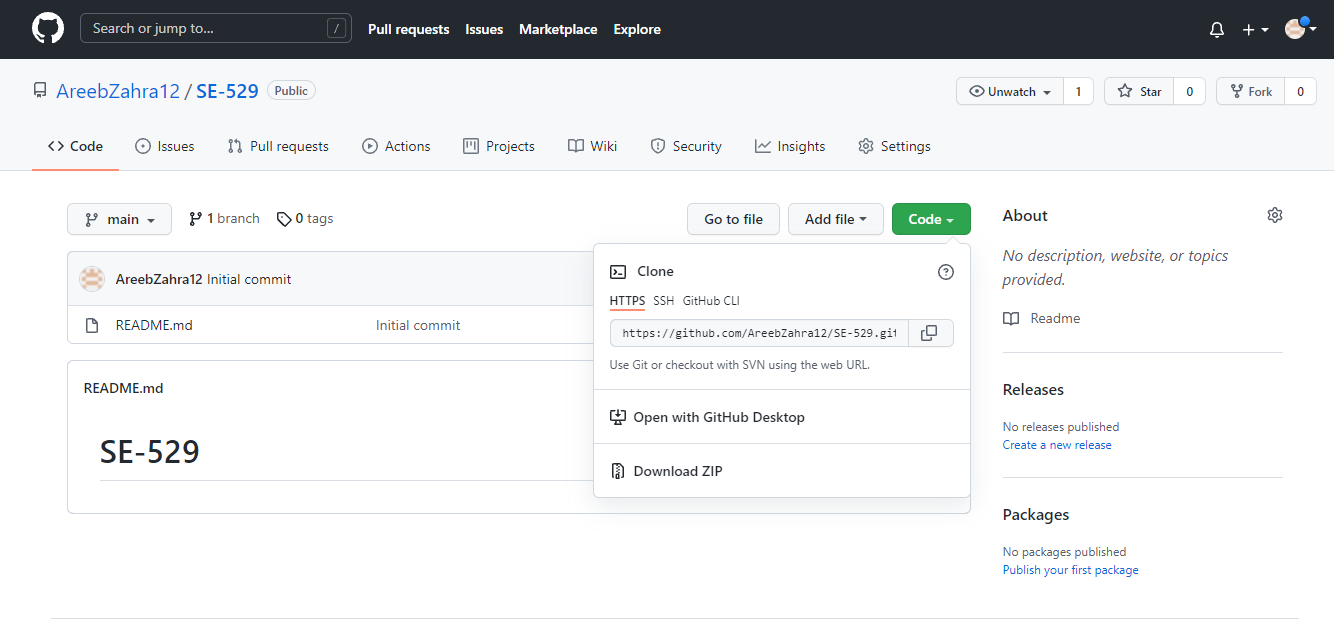 Search or jump to... / Pull requests Issues Marketplace Explore
AreebZahra12 / SE-529 Public Unwatch 1 Star 0 Fork 0
Code Issues Pull requests Actions Projects Wiki Security Insights Settings
main 1 branch 0 tags Go to file Add file Code
AreebZahra12 Initial commit
README.md Initial commit
README.md
SE-529
Clone
HTTPS SSH GitHub CLI
https://github.com/AreebZahra12/SE-529.git
Use Git or checkout with SVN using the web URL.
Open with GitHub Desktop
Download ZIP
About
No description, website, or topics
provided.
Readme
Releases
No releases published
Create a new release
Packages
No packages published
Publish your first package